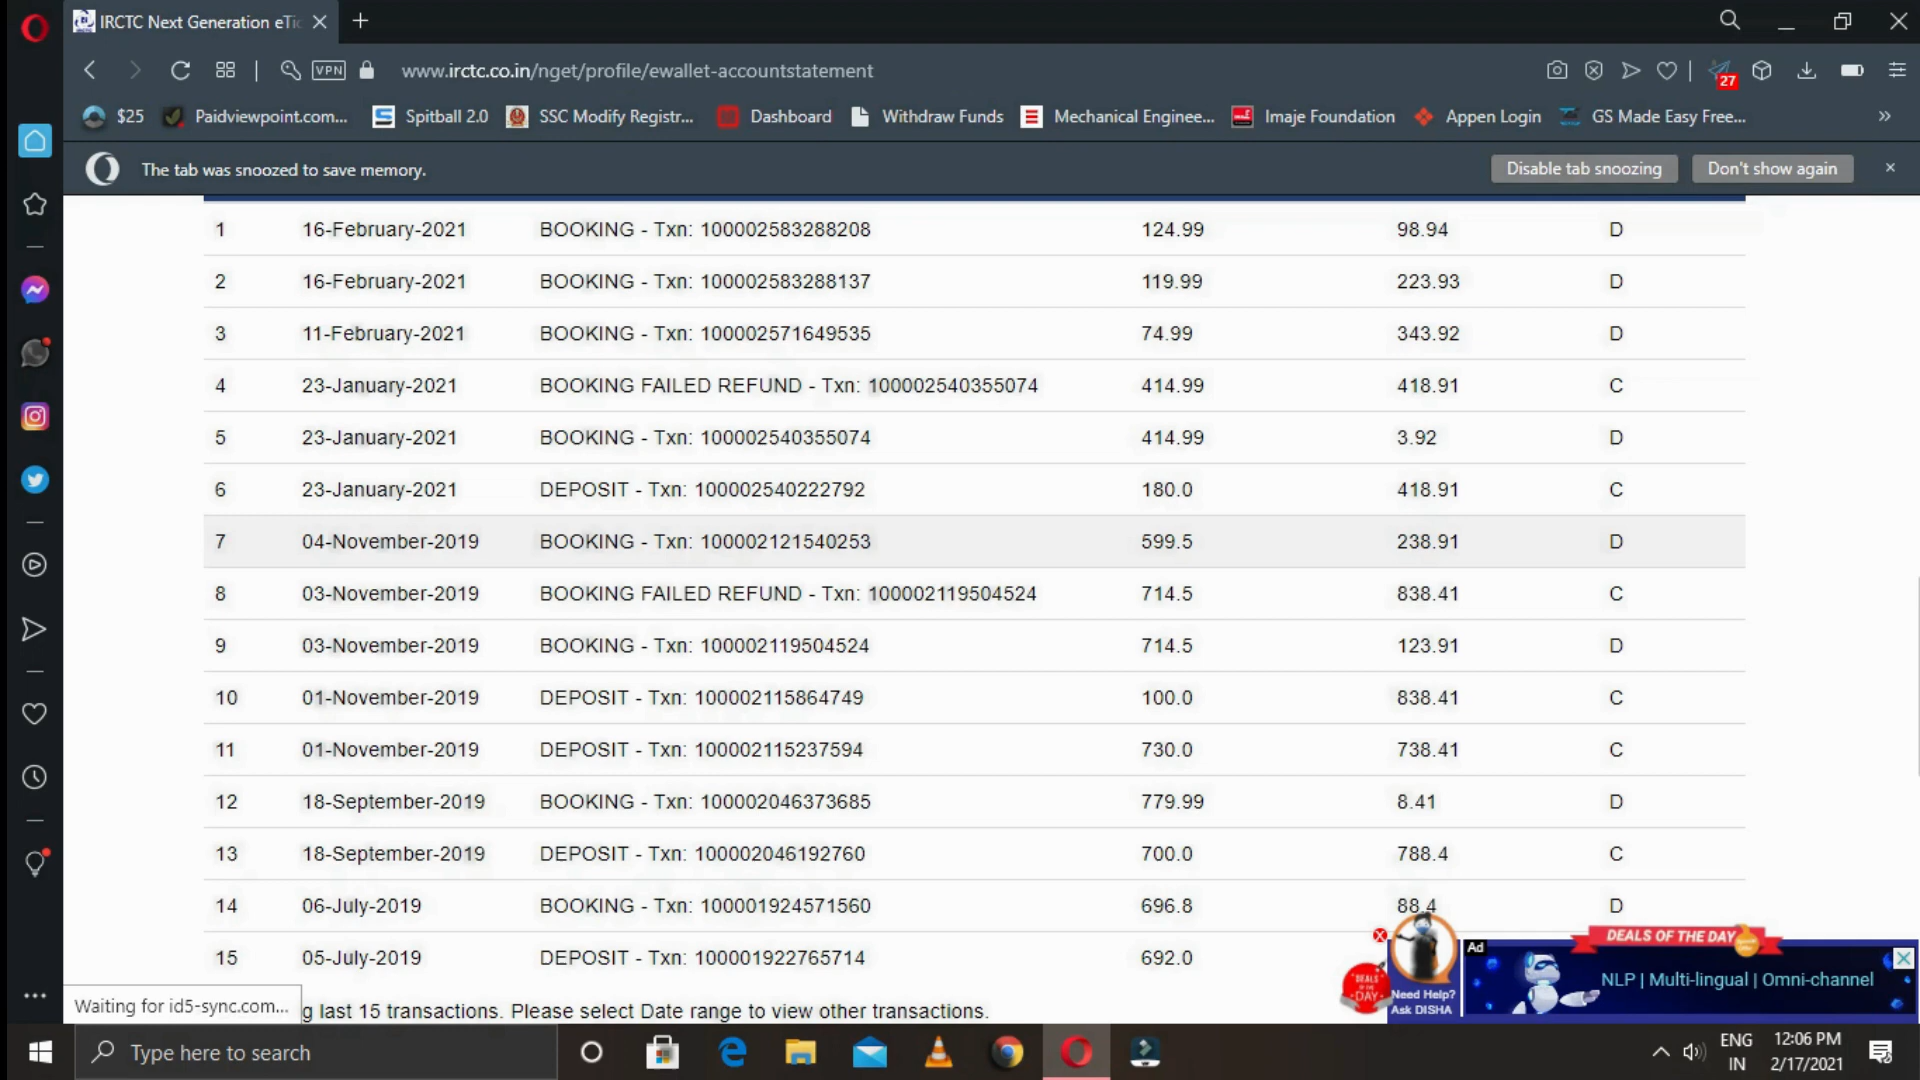 IRCTC Next Generation eTic
VPN
www.irctc.co.in/nget/profile/ewallet-accountstatement
27
$25 Paidviewpoint.com... Spitball 2.0 SSC Modify Registr... Dashboard Withdraw Funds Mechanical Enginee... Imaje Foundation Appen Login GS Made Easy Free... »
The tab was snoozed to save memory. Disable tab snoozing Don't show again
1 16-February-2021 BOOKING - Txn: 100002583288208 124.99 98.94 D
2 16-February-2021 BOOKING - Txn: 100002583288137 119.99 223.93 D
3 11-February-2021 BOOKING - Txn: 100002571649535 74.99 343.92 D
4 23-January-2021 BOOKING FAILED REFUND - Txn: 100002540355074 414.99 418.91 C
5 23-January-2021 BOOKING - Txn: 100002540355074 414.99 3.92 D
6 23-January-2021 DEPOSIT - Txn: 100002540222792 180.0 418.91 C
7 04-November-2019 BOOKING - Txn: 100002121540253 599.5 238.91 D
8 03-November-2019 BOOKING FAILED REFUND - Txn: 100002119504524 714.5 838.41 C
9 03-November-2019 BOOKING - Txn: 100002119504524 714.5 123.91 D
10 01-November-2019 DEPOSIT - Txn: 100002115864749 100.0 838.41 C
11 01-November-2019 DEPOSIT - Txn: 100002115237594 730.0 738.41 C
12 18-September-2019 BOOKING - Txn: 100002046373685 779.99 8.41 D
13 18-September-2019 DEPOSIT - Txn: 100002046192760 700.0 788.4 C
14 06-July-2019 BOOKING - Txn: 100001924571560 696.8 88.4 D
15 05-July-2019 DEPOSIT - Txn: 100001922765714 692.0
DEALS OF THE DAY
Need Help?
Ask DISHA
Ad
DEALS OF THE DAY
NLP | Multi-lingual | Omni-channel
Waiting for id5-sync.com...
g last 15 transactions. Please select Date range to view other transactions.
Type here to search
ENG
IN
12:06 PM
2/17/2021